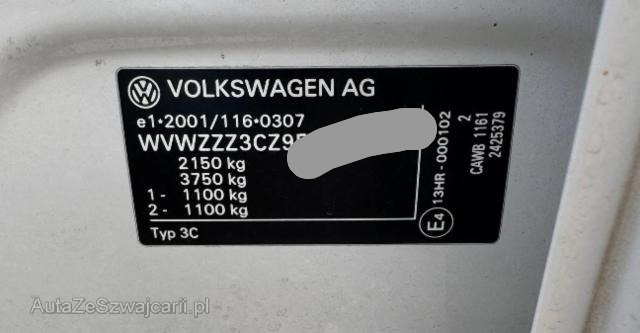 VOLKSWAGEN AG
e1*2001/116*0307
WVWZZZ3CZ9
2150 kg
3750 kg
1 - 1100 kg
2 - 1100 kg
Typ 3C
E4
13HR - 000102
2
CAWB 1161
2425379
AutaZeSzwajcarii.pl